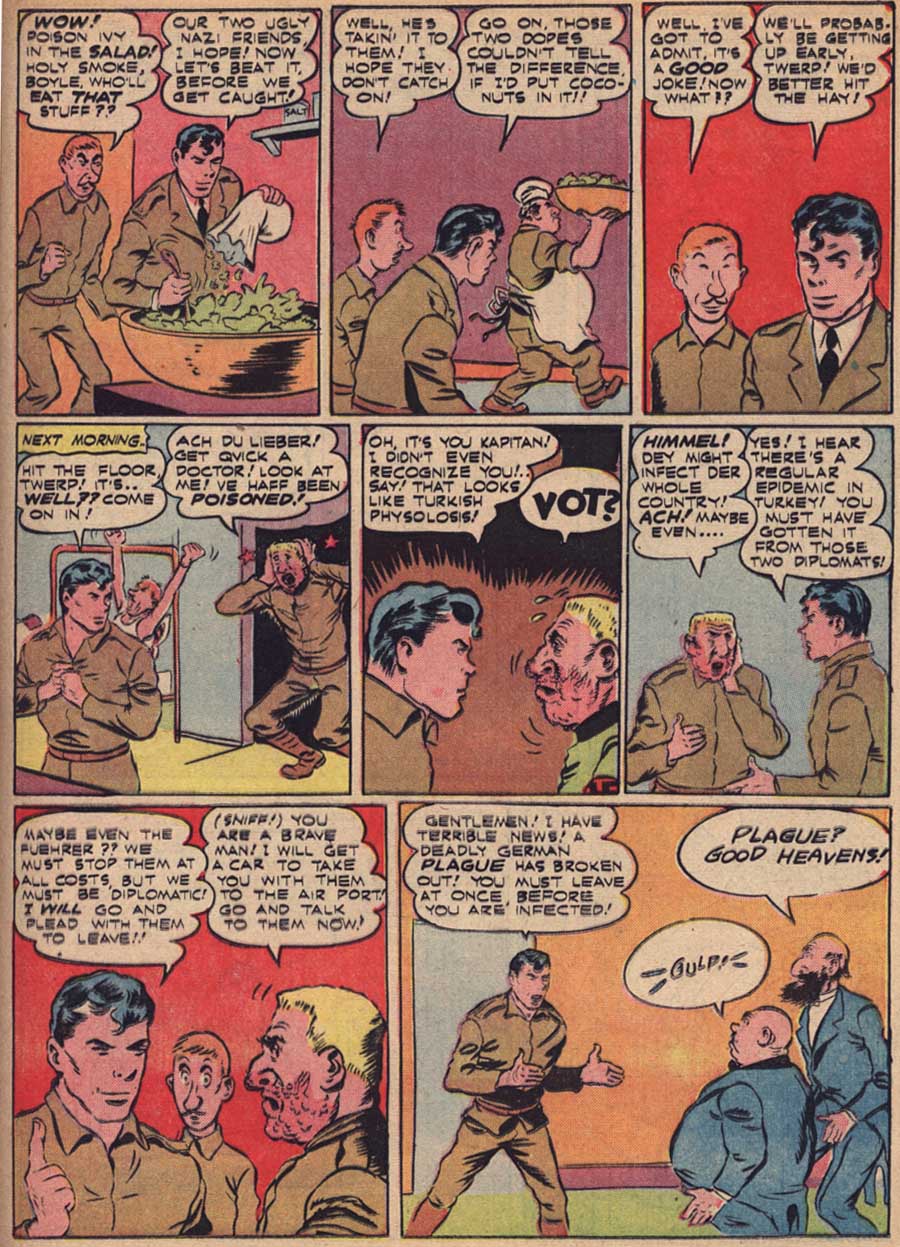 WOW!
POISON IVY
IN THE SALAD!
HOLY SMOKE,
BOYLE, WHO'LL
EAT THAT
STUFF??
OUR TWO UGLY
NAZI FRIENDS,
I HOPE! NOW
LET'S BEAT IT,
BEFORE WE
GET CAUGHT!
SALT
WELL, HE'S
TAKIN' IT TO
THEM! I
HOPE THEY
DON'T CATCH
ON!
GO ON, THOSE
TWO DOPES
COULDN'T TELL
THE DIFFERENCE,
IF I'D PUT COCO-
NUTS IN IT!!
WELL, I'VE
GOT TO
ADMIT, IT'S
A GOOD
JOKE! NOW
WHAT??
WE'LL PROBAB-
LY BE GETTING
UP EARLY,
TWERP! WE'D
BETTER HIT
THE HAY!
NEXT MORNING..
HIT THE FLOOR,
TWERP! IT'S..
WELL?? COME
ON IN!
ACH DU LIEBER!
GET QVICK A
DOCTOR! LOOK AT
ME! I'VE HAFF BEEN
POISONED!
OH, IT'S YOU KAPITAN!
I DIDN'T EVEN
RECOGNIZE YOU!..
SAY! THAT LOOKS
LIKE TURKISH
PHYSOLOSIS!
VOT?
HIMMEL!
DEY MIGHT
INFECT DER
WHOLE
COUNTRY!
ACH! MAYBE
EVEN....
YES! I HEAR
THERE'S A
REGULAR
EPIDEMIC IN
TURKEY! YOU
MUST HAVE
GOTTEN IT
FROM THOSE
TWO DIPLOMATS!
MAYBE EVEN THE
FUEHRER?? WE
MUST STOP THEM AT
ALL COSTS, BUT WE
MUST BE DIPLOMATIC!
I WILL GO AND
PLEAD WITH THEM
TO LEAVE!!
(SNIFF!) YOU
ARE A BRAVE
MAN! I WILL GET
A CAR TO TAKE
YOU WITH THEM
TO THE AIR PORT!
GO AND TALK
TO THEM NOW!
GENTLEMEN! I HAVE
TERRIBLE NEWS! A
DEADLY GERMAN
PLAGUE HAS BROKEN
OUT! YOU MUST LEAVE
AT ONCE, BEFORE
YOU ARE INFECTED!
PLAGUE?
GOOD HEAVENS!
GULP!